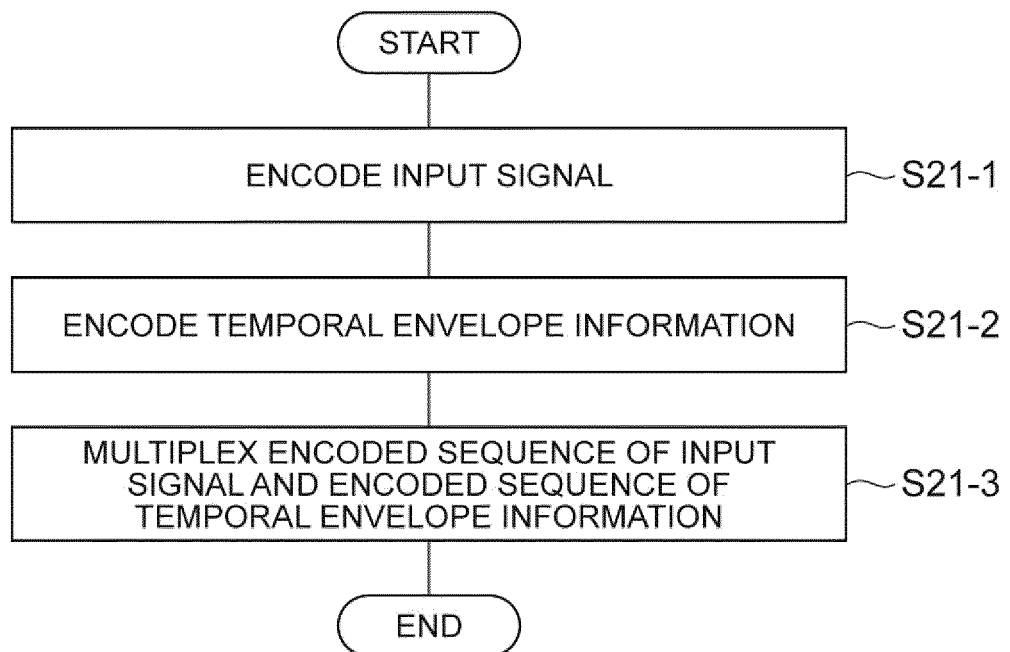 START
ENCODE INPUT SIGNAL
S21-1
ENCODE TEMPORAL ENVELOPE INFORMATION
S21-2
MULTIPLEX ENCODED SEQUENCE OF INPUT
SIGNAL AND ENCODED SEQUENCE OF
TEMPORAL ENVELOPE INFORMATION
S21-3
END